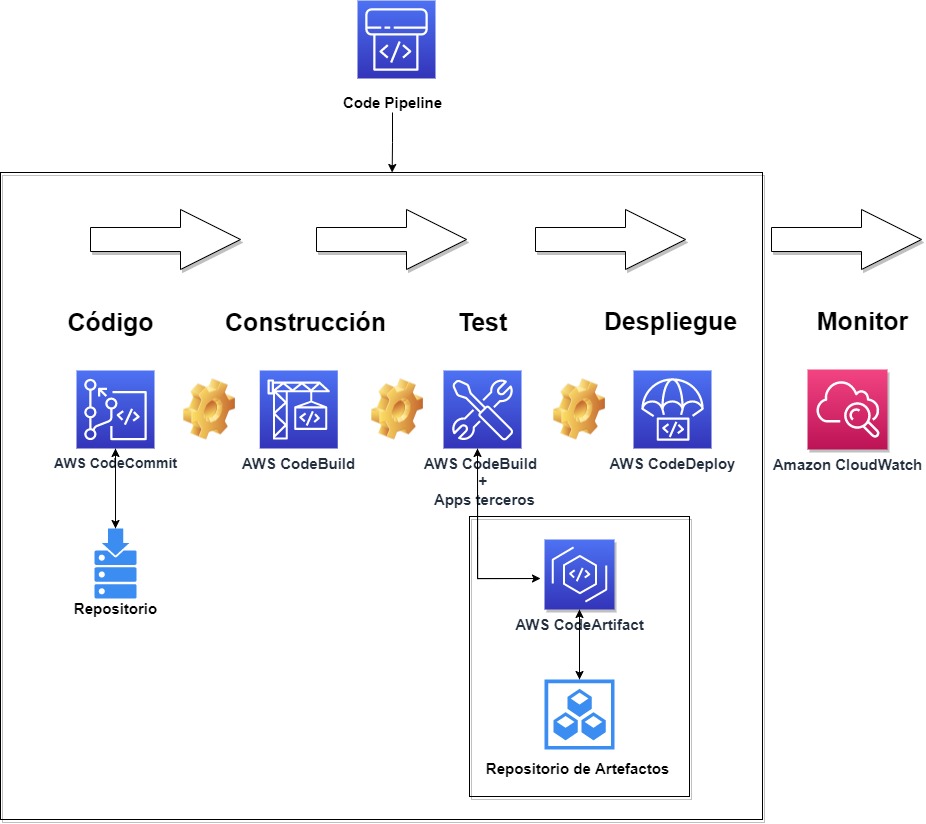 Code Pipeline
Código
Construcción
Test
Despliegue
Monitor
AWS CodeCommit
AWS CodeBuild
AWS CodeBuild
+
Apps terceros
AWS CodeDeploy
Amazon CloudWatch
Repositorio
AWS CodeArtifact
Repositorio de Artefactos